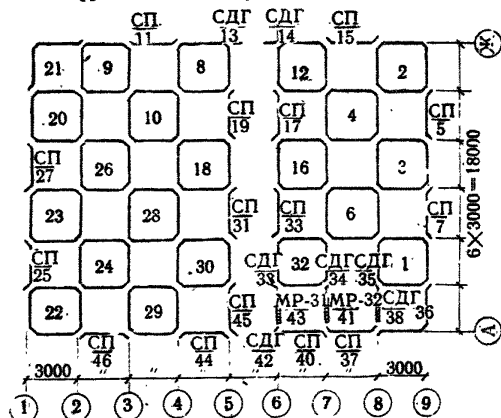 СП СДГ СДГ СП
11 13 14 15
Ж
21 9 8 12 2
20 10 СП 19 СП 17 4 СП 5
СП 27 26 18 16 3
23 28 СП 31 СП 33 6 СП 7
СП 25 24 30 СДГ 33 32 СДГ 34 СДГ 35 1
22 29 СП 45 МР-31 43 МР-32 41 СДГ 38 36
А
СП 46 СП 44 СДГ 42 СП 40 СП 37
6×3000=18000
3000 " " " " " " 3000
1 2 3 4 5 6 7 8 9